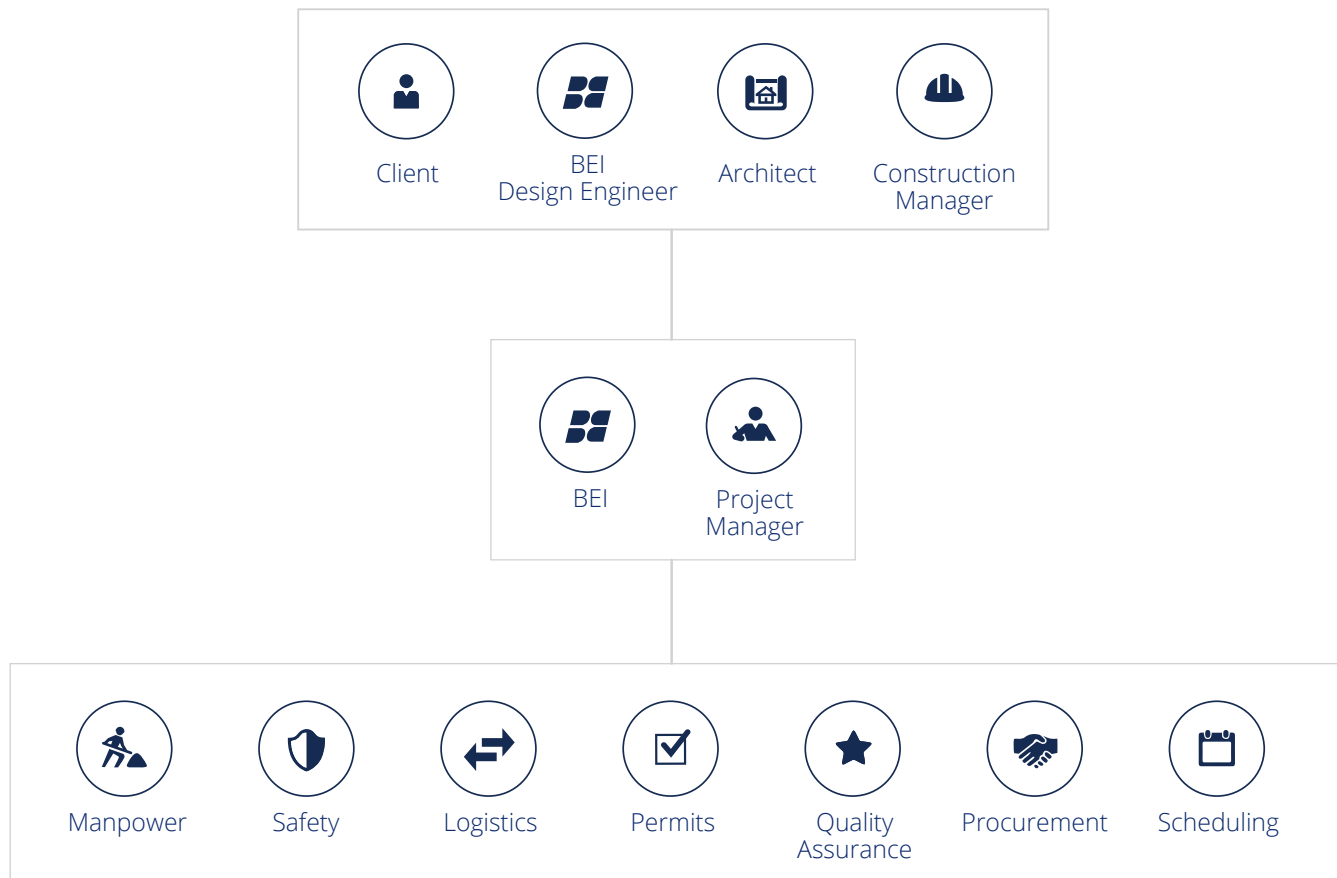 Client
BEI
Design Engineer
Architect
Construction
Manager
BEI
Project
Manager
Manpower
Safety
Logistics
Permits
Quality
Assurance
Procurement
Scheduling